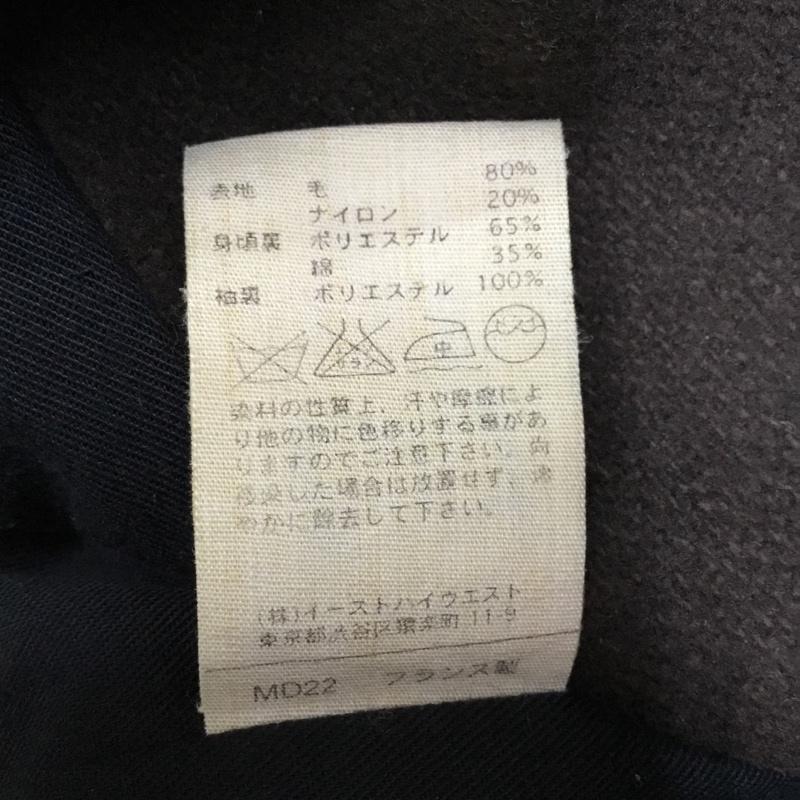 表地 毛 80%
ナイロン 20%
身頃裏 ポリエステル 65%
綿 35%
袖裏 ポリエステル 100%
中
染料の性質上、汗や摩擦によ
り他の物に色移りする事があ
りますのでご注意下さい。尚
移染した場合は放置せず、速
やかに除去して下さい。
(株)イーストハイウエスト
東京都渋谷区猿楽町 11-9
MD22 フランス製